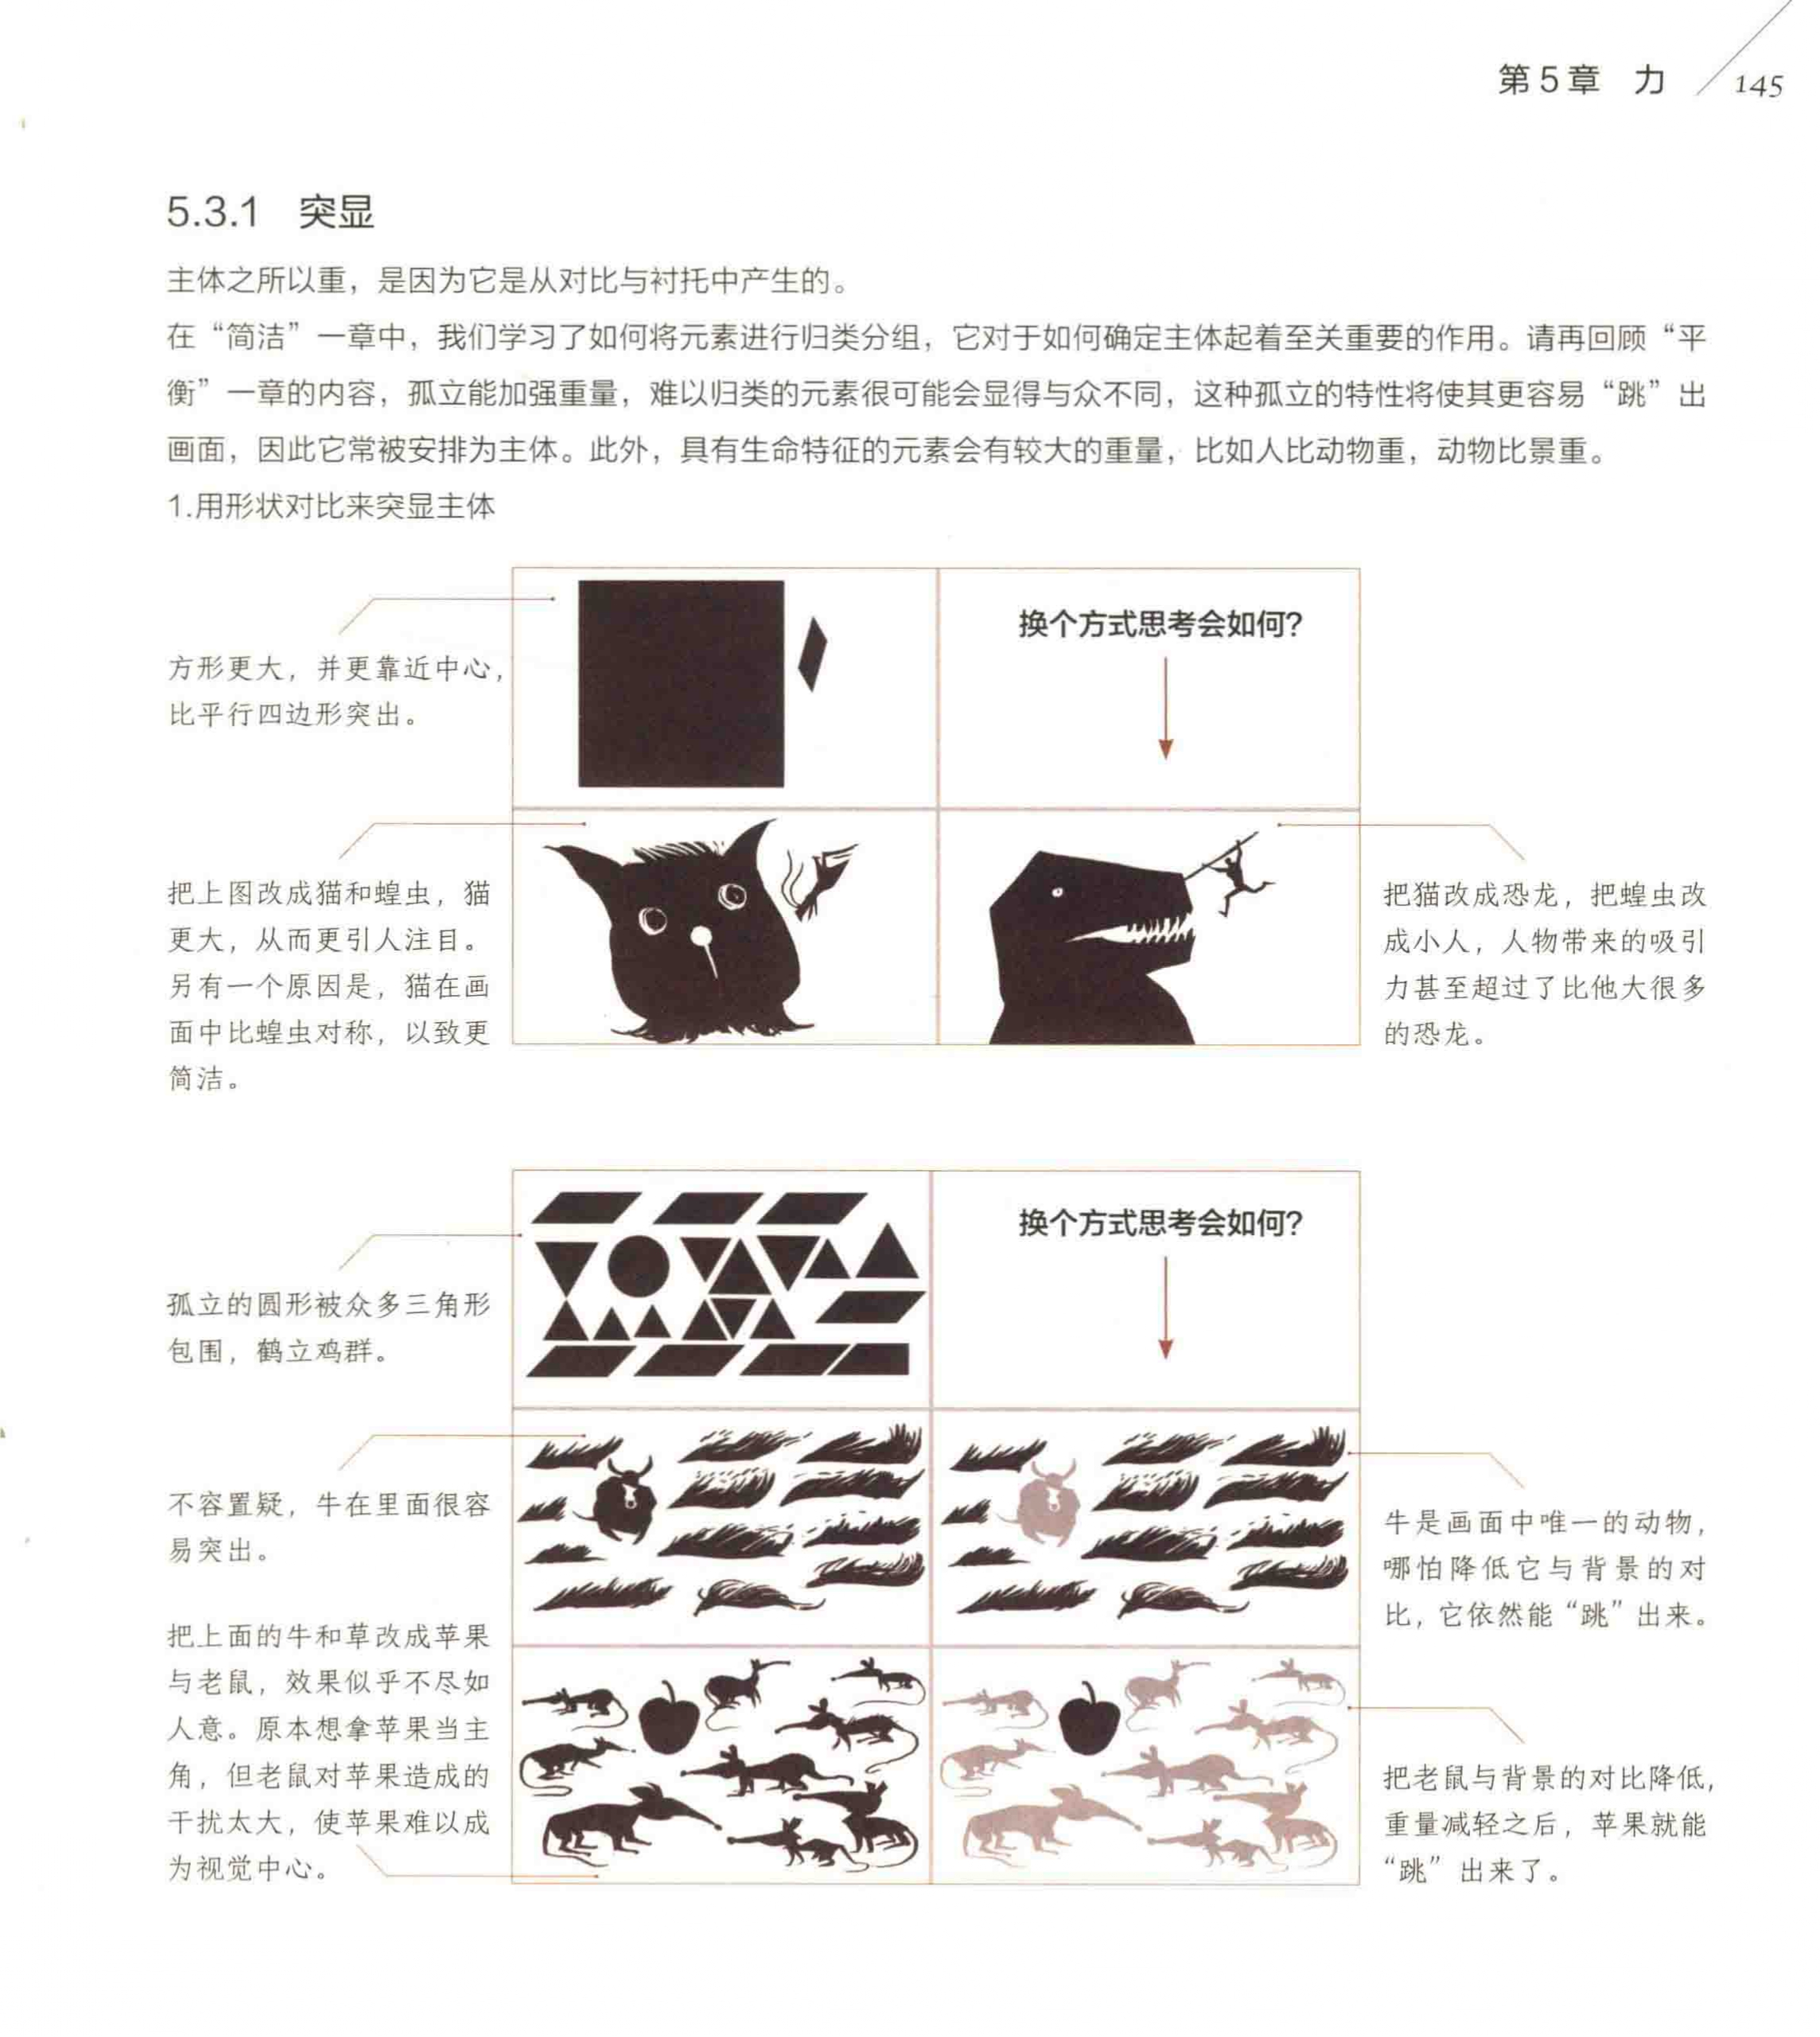 第5章 力
145
5.3.1 突显
主体之所以重，是因为它是从对比与衬托中产生的。
在“简洁”一章中，我们学习了如何将元素进行归类分组，它对于如何确定主体起着至关重要的作用。请再回顾“平
衡”一章的内容，孤立能加强重量，难以归类的元素很可能会显得与众不同，这种孤立的特性将使其更容易“跳”出
画面，因此它常被安排为主体。此外，具有生命特征的元素会有较大的重量，比如人比动物重，动物比景重。
1.用形状对比来突显主体
方形更大，并更靠近中心，
比平行四边形突出。
换个方式思考会如何？
把上图改成猫和蝗虫，猫
更大，从而更引人注目。
另有一个原因是，猫在画
面中比蝗虫对称，以致更
简洁。
把猫改成恐龙，把蝗虫改
成小人，人物带来的吸引
力甚至超过了比他大很多
的恐龙。
孤立的圆形被众多三角形
包围，鹤立鸡群。
换个方式思考会如何？
不容置疑，牛在里面很容
易突出。
牛是画面中唯一的动物，
哪怕降低它与背景的对
比，它依然能“跳”出来。
把上面的牛和草改成苹果
与老鼠，效果似乎不尽如
人意。原本想拿苹果当主
角，但老鼠对苹果造成的
干扰太大，使苹果难以成
为视觉中心。
把老鼠与背景的对比降低，
重量减轻之后，苹果就能
“跳”出来了。